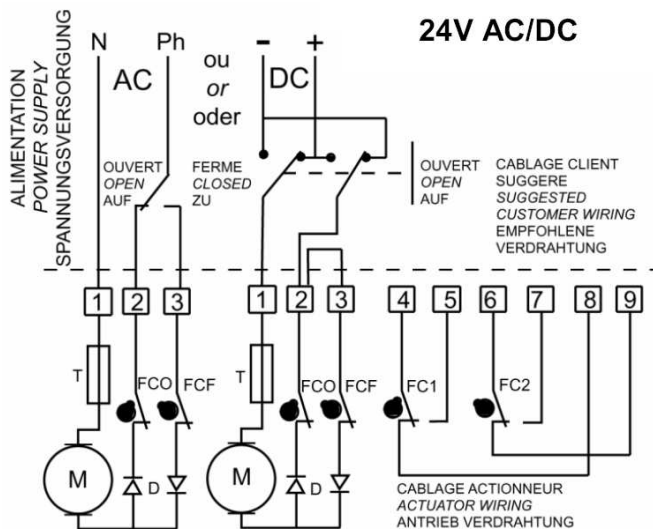 24V AC/DC
ALIMENTATION
POWER SUPPLY
SPANNUNGSVERSORGUNG
N
Ph
AC
ou
or
oder
-
+
DC
OUVERT
OPEN
AUF
FERME
CLOSED
ZU
OUVERT
OPEN
AUF
CABLAGE CLIENT
SUGGERE
SUGGESTED
CUSTOMER WIRING
EMPFOHLENE
VERDRAHTUNG
1 2 3 1 2 3 4 5 6 7 8 9
T
FCO
FCF
T
FCO
FCF
FC1
FC2
M
D
M
D
CABLAGE ACTIONNEUR
ACTUATOR WIRING
ANTRIEB VERDRAHTUNG